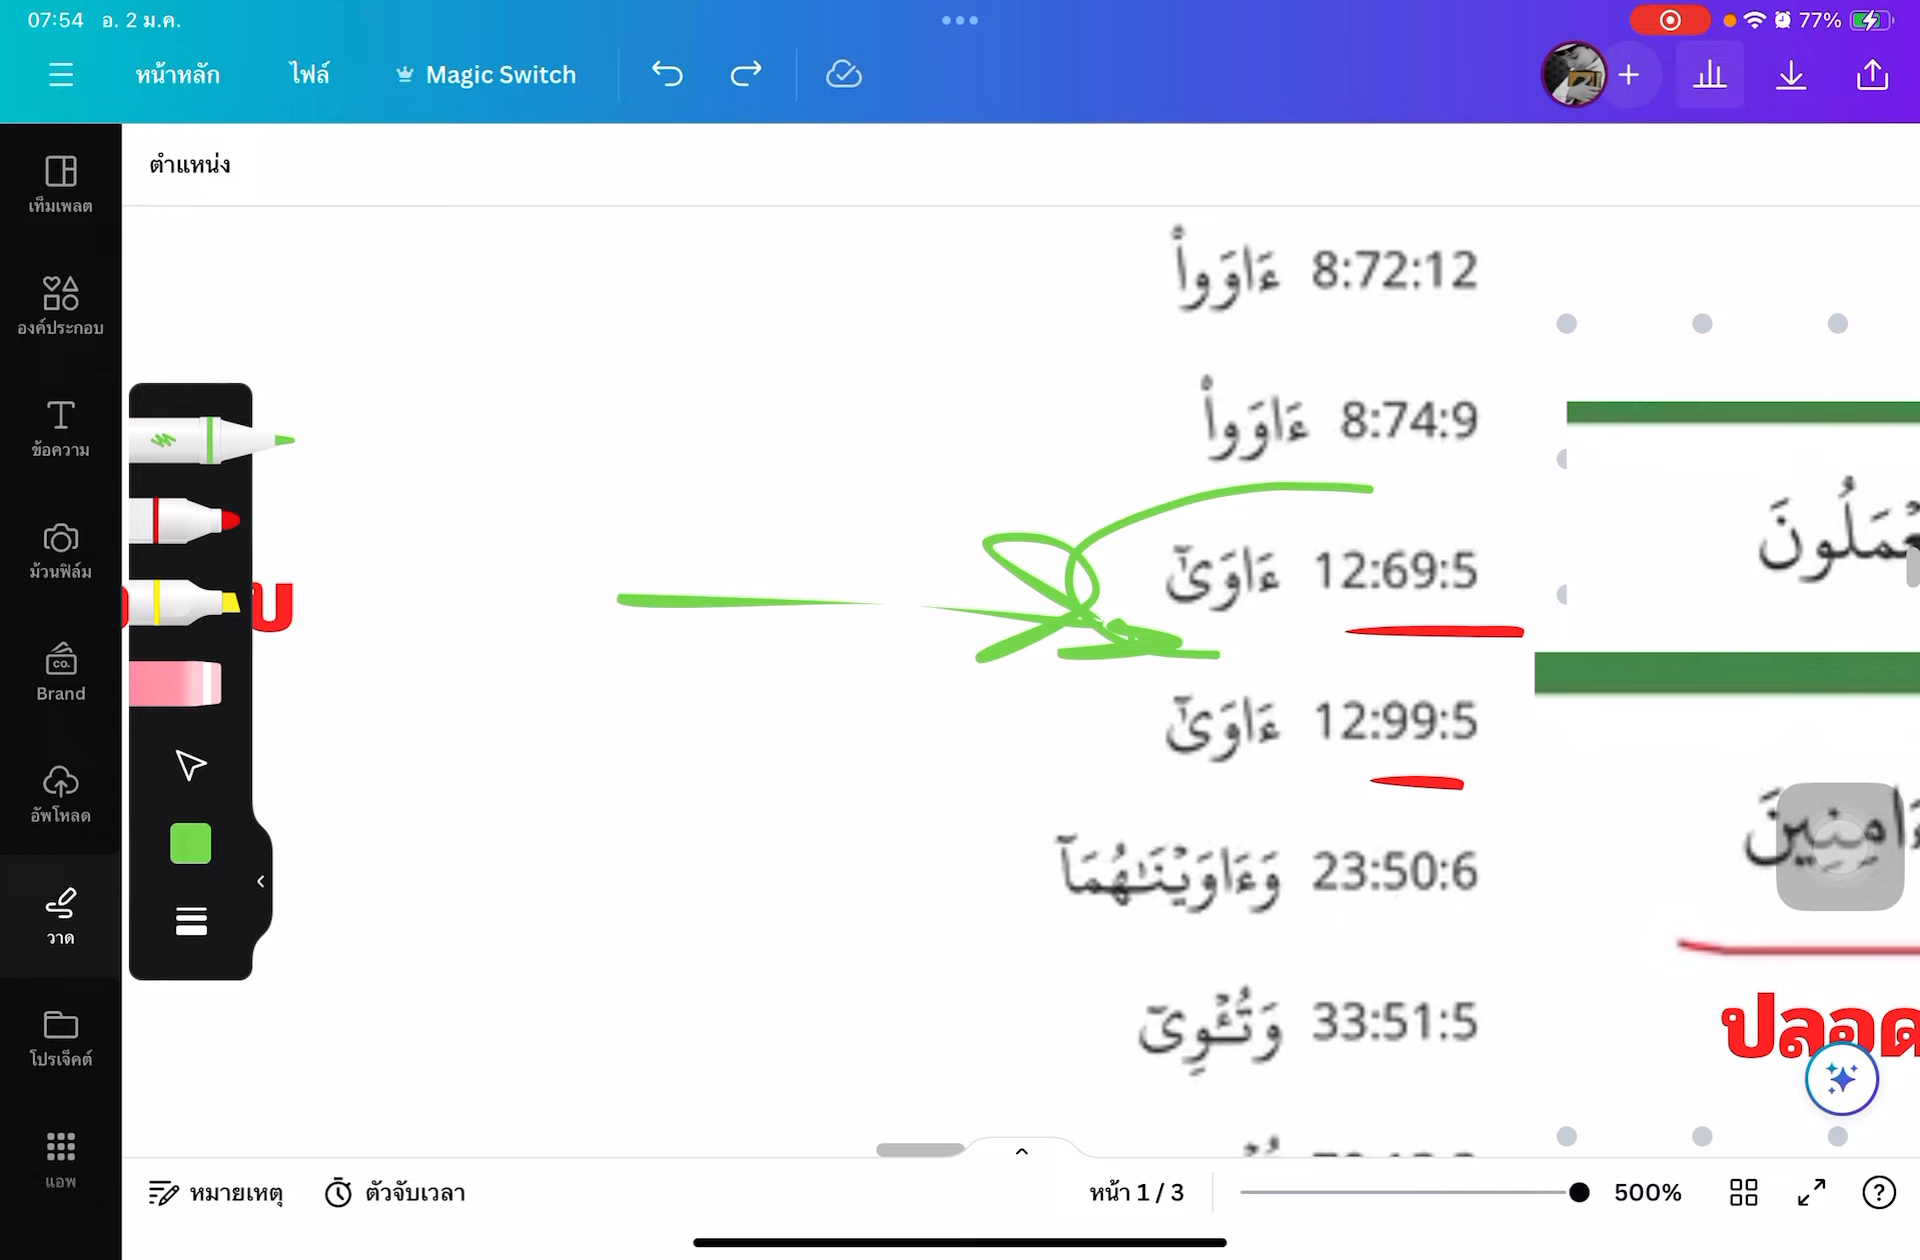 07:54 อ. 2 ม.ค.
77%
หน้าหลัก
ไฟล์
Magic Switch
ตำแหน่ง
เท็มเพลต
องค์ประกอบ
ข้อความ
ม้วนฟิล์ม
Brand
อัพโหลด
วาด
โปรเจ็คต์
แอพ
ءَاوَوا۟ 8:72:12
ءَاوَوا۟ 8:74:9
ءَاوَىٰٓ 12:69:5
ءَاوَىٰٓ 12:99:5
وَءَاوَيْنَـٰهُمَآ 23:50:6
وَتُـْٔوِىٓ 33:51:5
ءَامِنِينَ
ปลอด
หมายเหตุ
ตัวจับเวลา
หน้า 1 / 3
500%